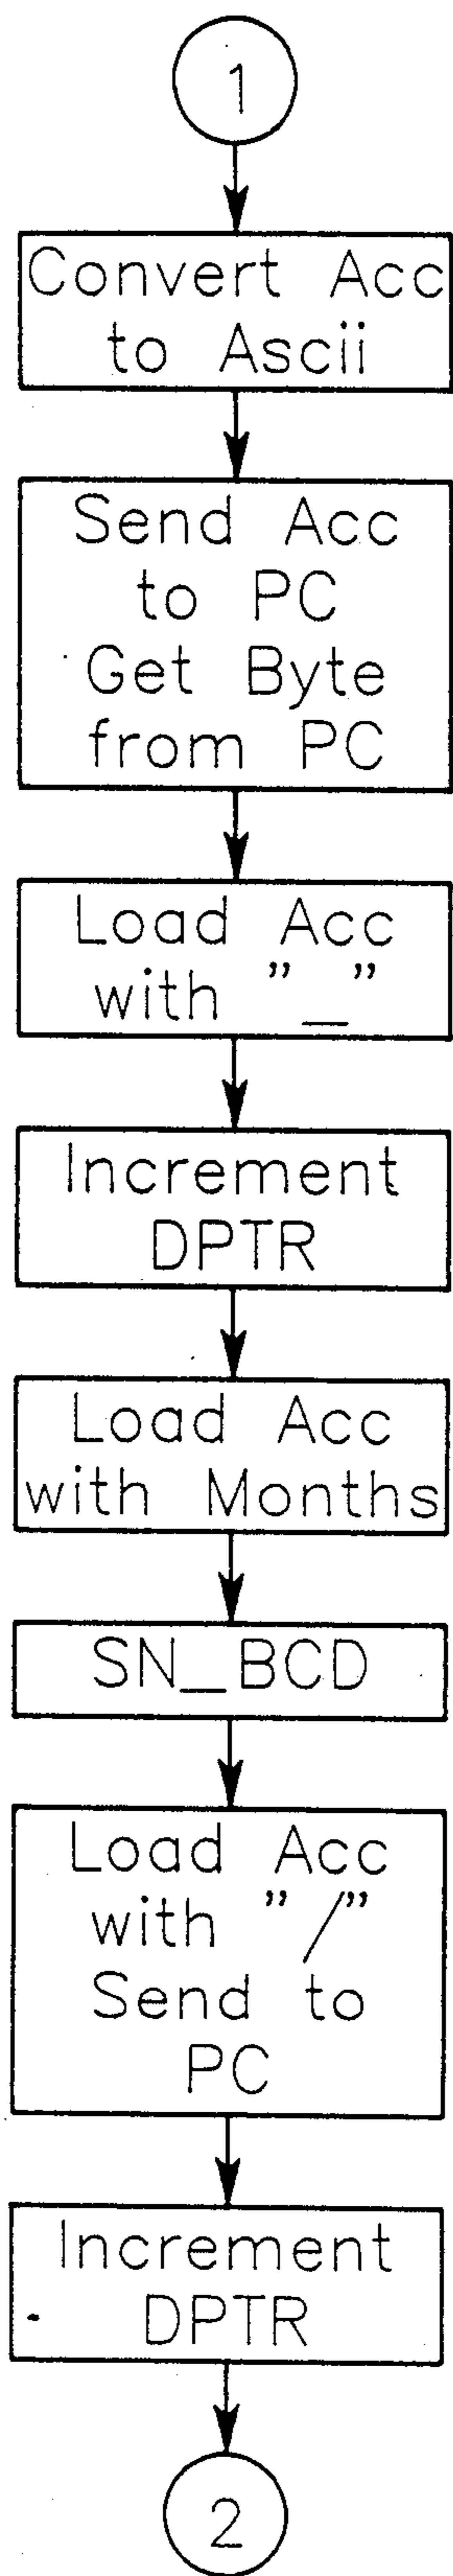 1
Convert Acc
to Ascii
Send Acc
to PC
Get Byte
from PC
Load Acc
with "_"
Increment
DPTR
Load Acc
with Months
SN_BCD
Load Acc
with "/"
Send to
PC
Increment
DPTR
2